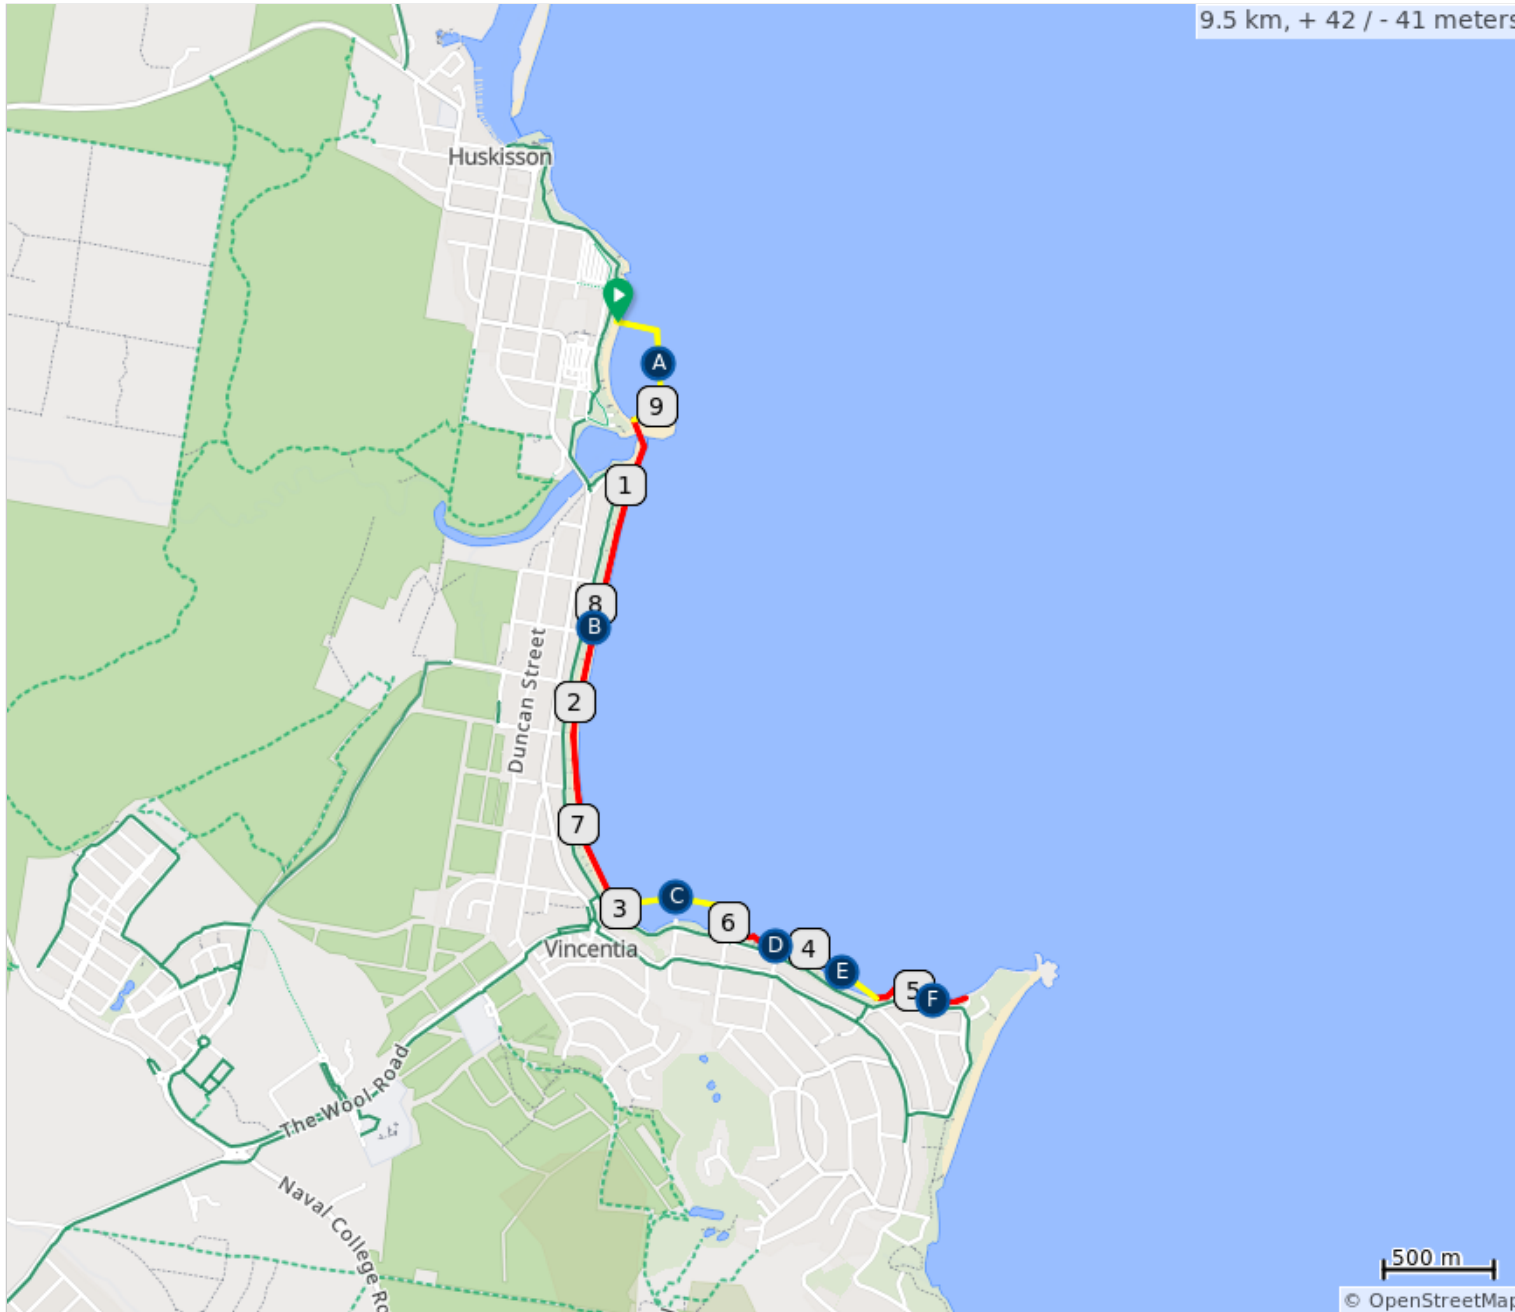 9.5 km, + 42 / - 41 meters
Huskisson
A
9
1
8
B
Duncan Street
2
7
C
3
6
D
4
Vincentia
E
5
F
The Wool Road
Naval College Ro
500 m
© OpenStreetMap